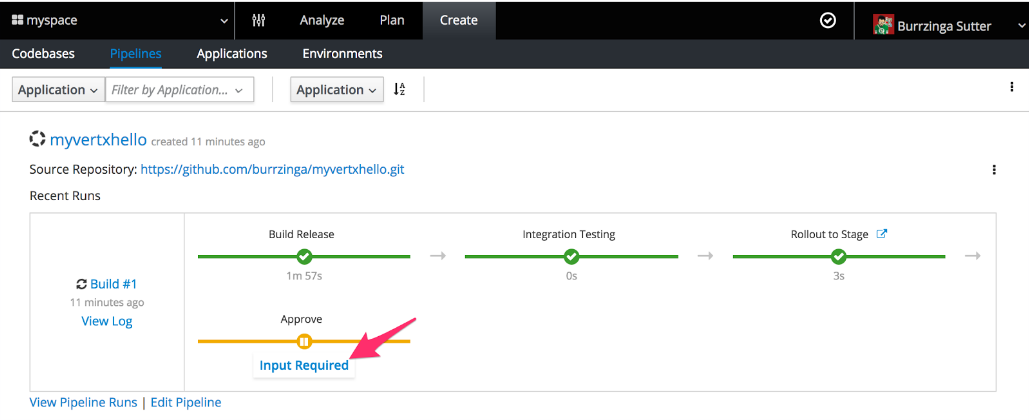 myspace Analyze Plan Create Burrzinga Sutter
Codebases Pipelines Applications Environments
Application Filter by Application... Application A Z
myvertxhello created 11 minutes ago
Source Repository: https://github.com/burrzinga/myvertxhello.git
Recent Runs
Build Release Integration Testing Rollout to Stage
1m 57s 0s 3s
Build #1
11 minutes ago
View Log
Approve
Input Required
View Pipeline Runs | Edit Pipeline